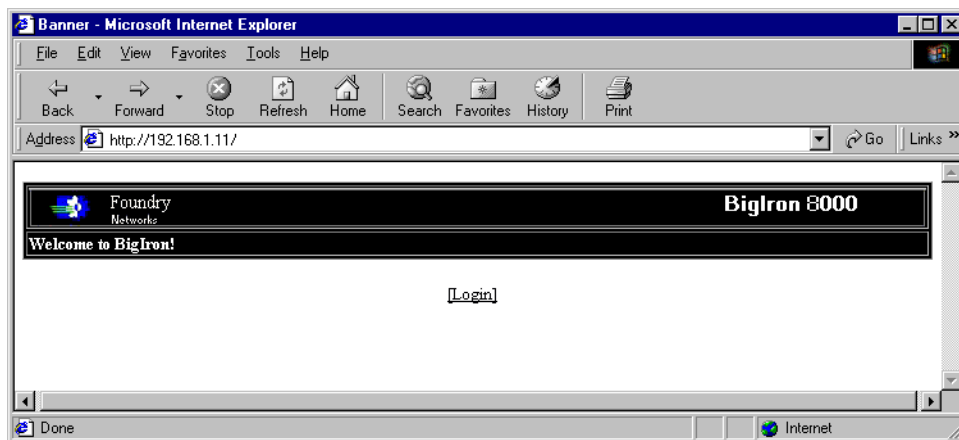 Banner - Microsoft Internet Explorer
File Edit View Favorites Tools Help
Back Forward Stop Refresh Home Search Favorites History Print
Address http://192.168.1.11/ Go Links »
Foundry
Networks
BigIron 8000
Welcome to BigIron!
[Login]
Done Internet